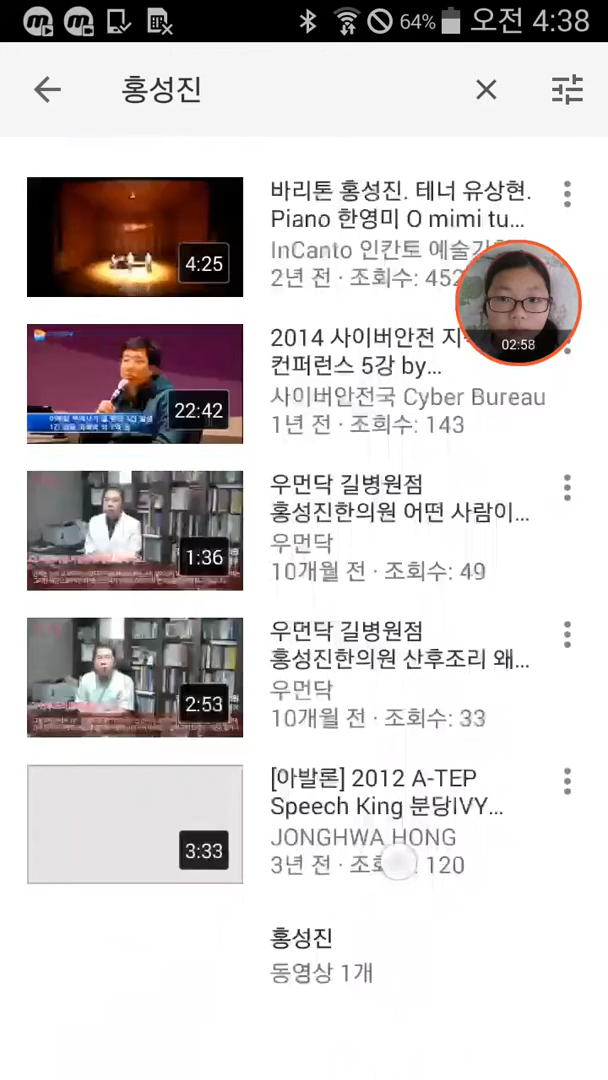 64% 오전 4:38
홍성진
바리톤 홍성진. 테너 유상현.
Piano 한영미 O mimi tu...
InCanto 인칸토
2년 전 · 조회수: 452
4:25
02:58
2014 사이버안전
컨퍼런스 5강 by...
사이버안전국 Cyber Bureau
1년 전 · 조회수: 143
22:42
우먼닥 길병원점
홍성진한의원 어떤 사람이...
우먼닥
10개월 전 · 조회수: 49
1:36
우먼닥 길병원점
홍성진한의원 산후조리 왜...
우먼닥
10개월 전 · 조회수: 33
2:53
[아발론] 2012 A-TEP
Speech King 분당IVY...
JONGHWA HONG
3년 전 · 조회 120
3:33
홍성진
동영상 1개